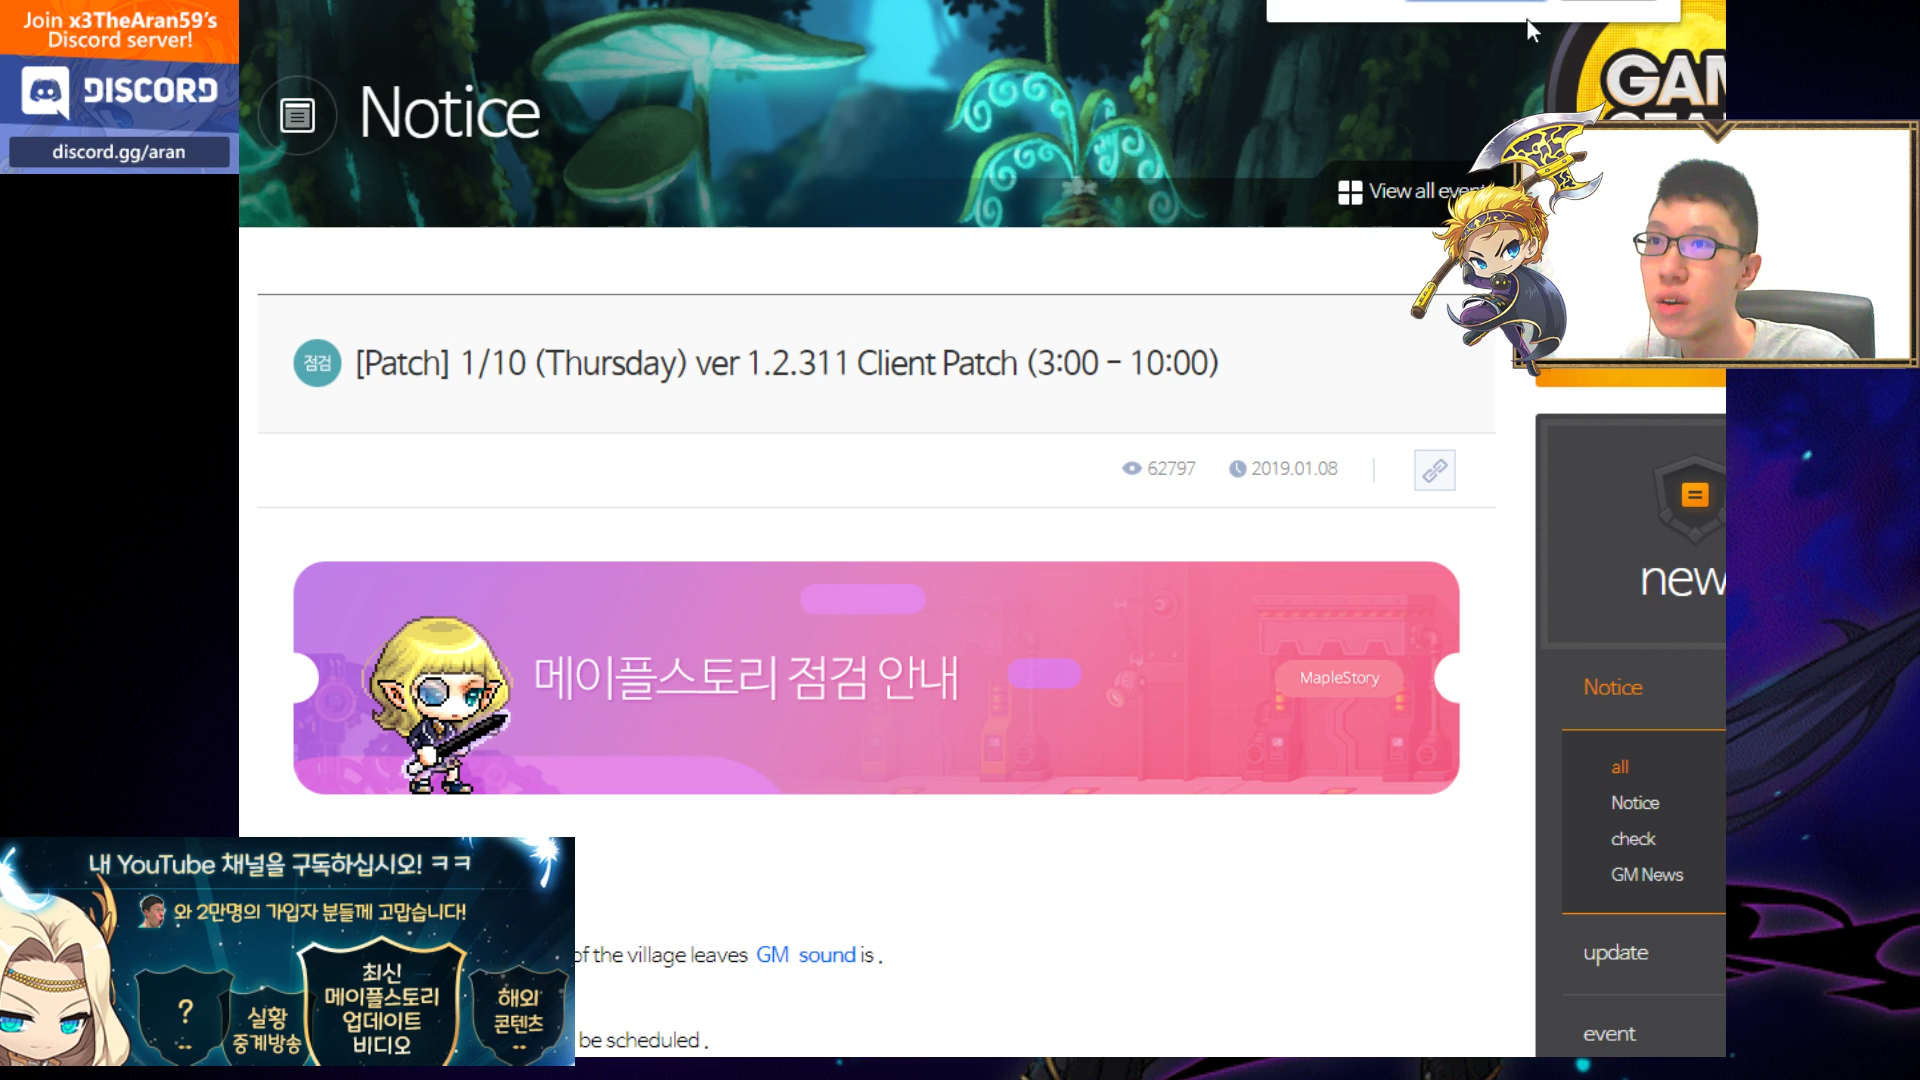 Join x3TheAran59's
Discord server!
DISCORD
discord.gg/aran
Notice
View all event
GAM
점검
[Patch] 1/10 (Thursday) ver 1.2.311 Client Patch (3:00 - 10:00)
62797
2019.01.08
메이플스토리 점검 안내
MapleStory
of the village leaves GM sound is .
be scheduled .
new
Notice
all
Notice
check
GM News
update
event
내 YouTube 채널을 구독하십시오! ㅋㅋ
와 2만명의 가입자 분들께 고맙습니다!
?
--
실황
중계방송
최신
메이플스토리
업데이트
비디오
해외
콘텐츠
--